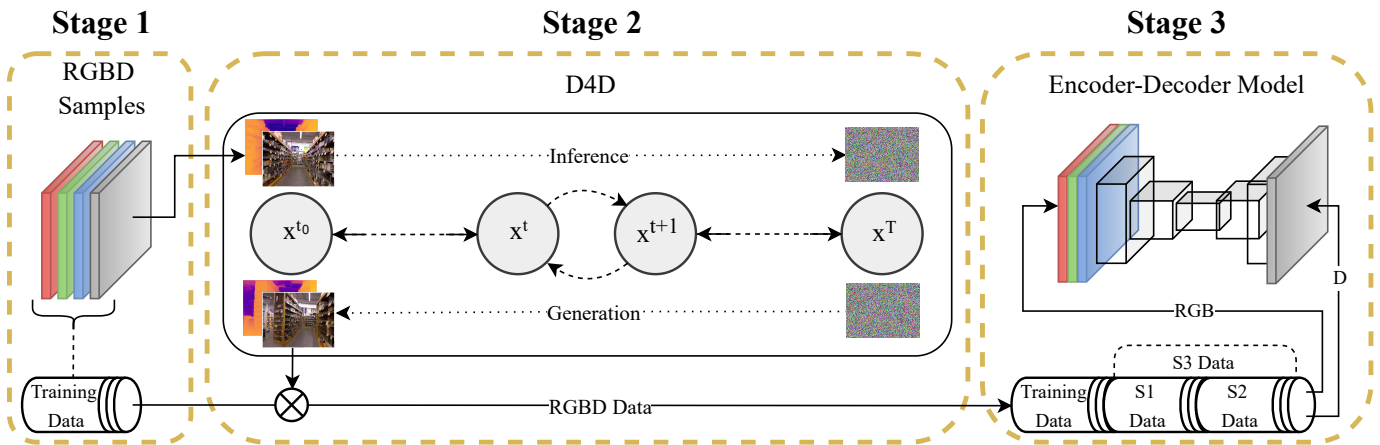 Stage 1
Stage 2
Stage 3
RGBD
Samples
D4D
Encoder-Decoder Model
Inference
x^t₀
x^t
x^t+1
x^T
Generation
D
RGB
S3 Data
Training
Data
RGBD Data
Training
Data
S1
Data
S2
Data